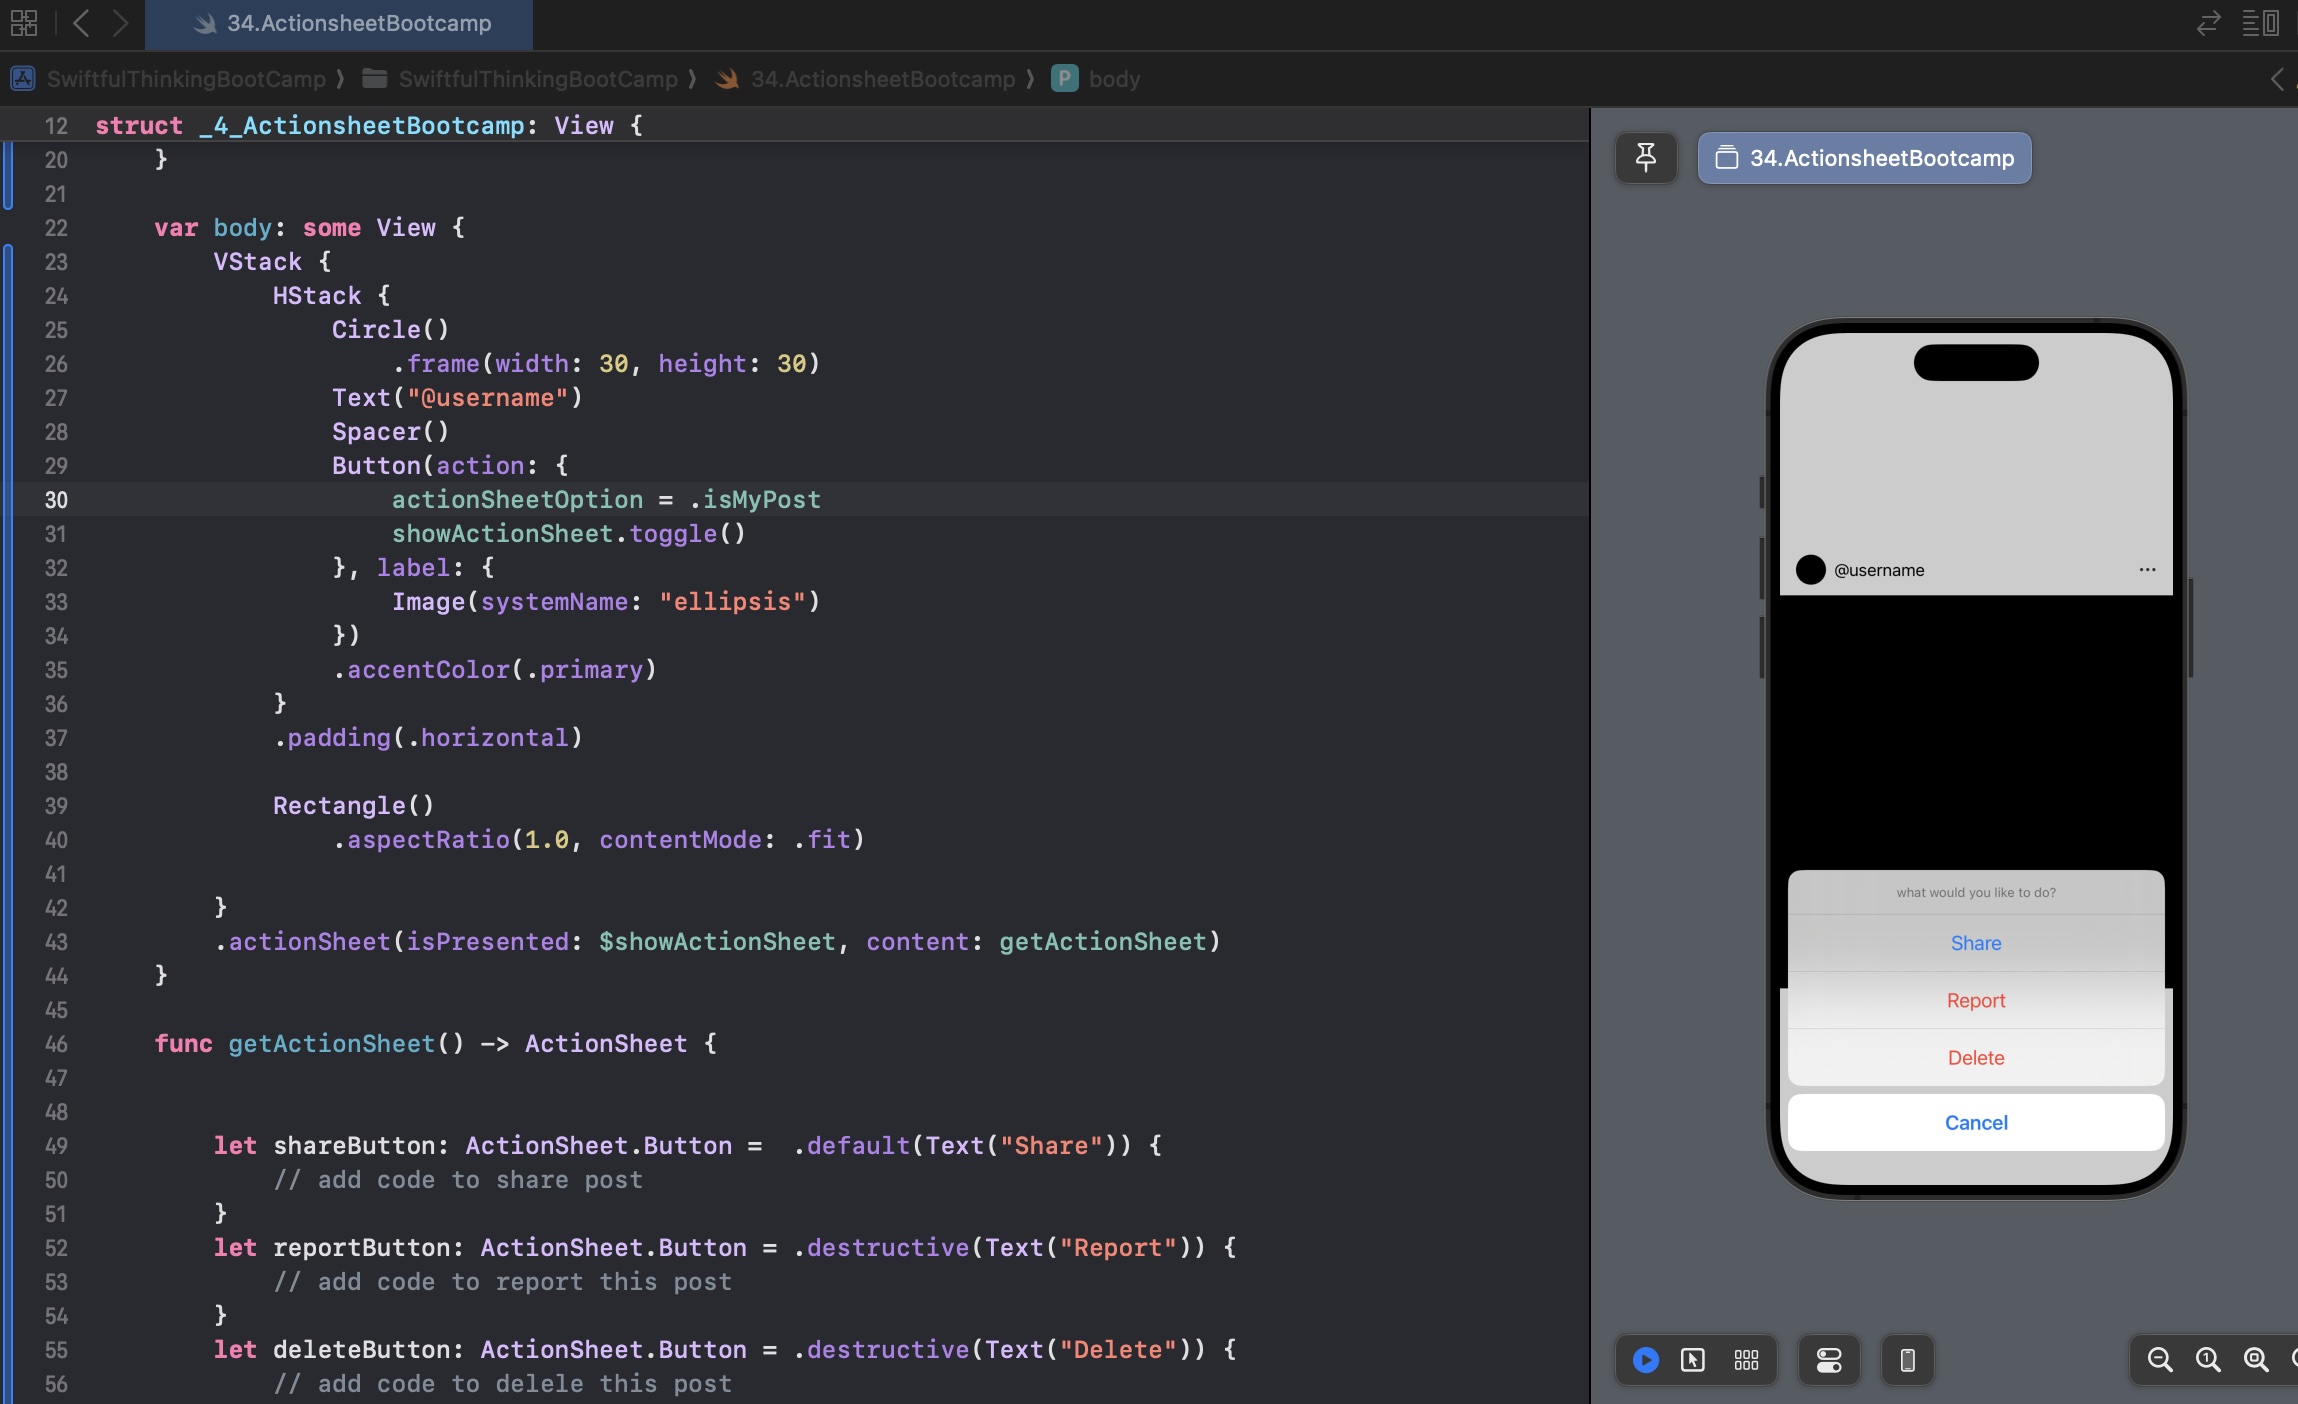 34.ActionsheetBootcamp
SwiftfulThinkingBootCamp ⟩ SwiftfulThinkingBootCamp ⟩ 34.ActionsheetBootcamp ⟩ P body
12 struct _4_ActionsheetBootcamp: View {
20 }
21
22 var body: some View {
23 VStack {
24 HStack {
25 Circle()
26 .frame(width: 30, height: 30)
27 Text("@username")
28 Spacer()
29 Button(action: {
30 actionSheetOption = .isMyPost
31 showActionSheet.toggle()
32 }, label: {
33 Image(systemName: "ellipsis")
34 })
35 .accentColor(.primary)
36 }
37 .padding(.horizontal)
38
39 Rectangle()
40 .aspectRatio(1.0, contentMode: .fit)
41
42 }
43 .actionSheet(isPresented: $showActionSheet, content: getActionSheet)
44 }
45
46 func getActionSheet() -> ActionSheet {
47
48
49 let shareButton: ActionSheet.Button =  .default(Text("Share")) {
50 // add code to share post
51 }
52 let reportButton: ActionSheet.Button = .destructive(Text("Report")) {
53 // add code to report this post
54 }
55 let deleteButton: ActionSheet.Button = .destructive(Text("Delete")) {
56 // add code to delele this post
34.ActionsheetBootcamp
@username
what would you like to do?
Share
Report
Delete
Cancel